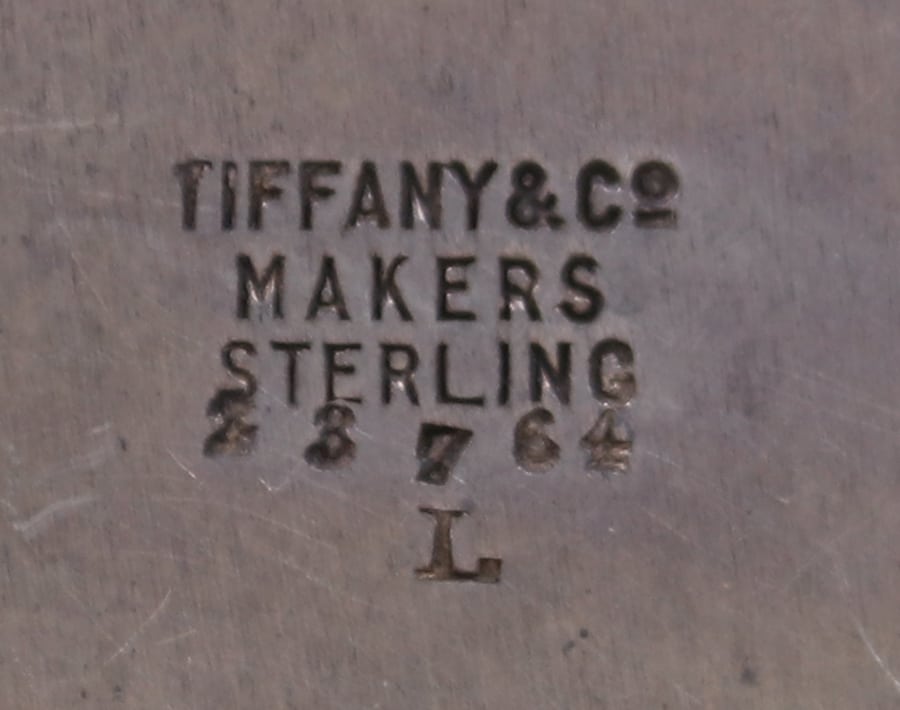 TIFFANY & Cº
MAKERS
STERLING
23764
L